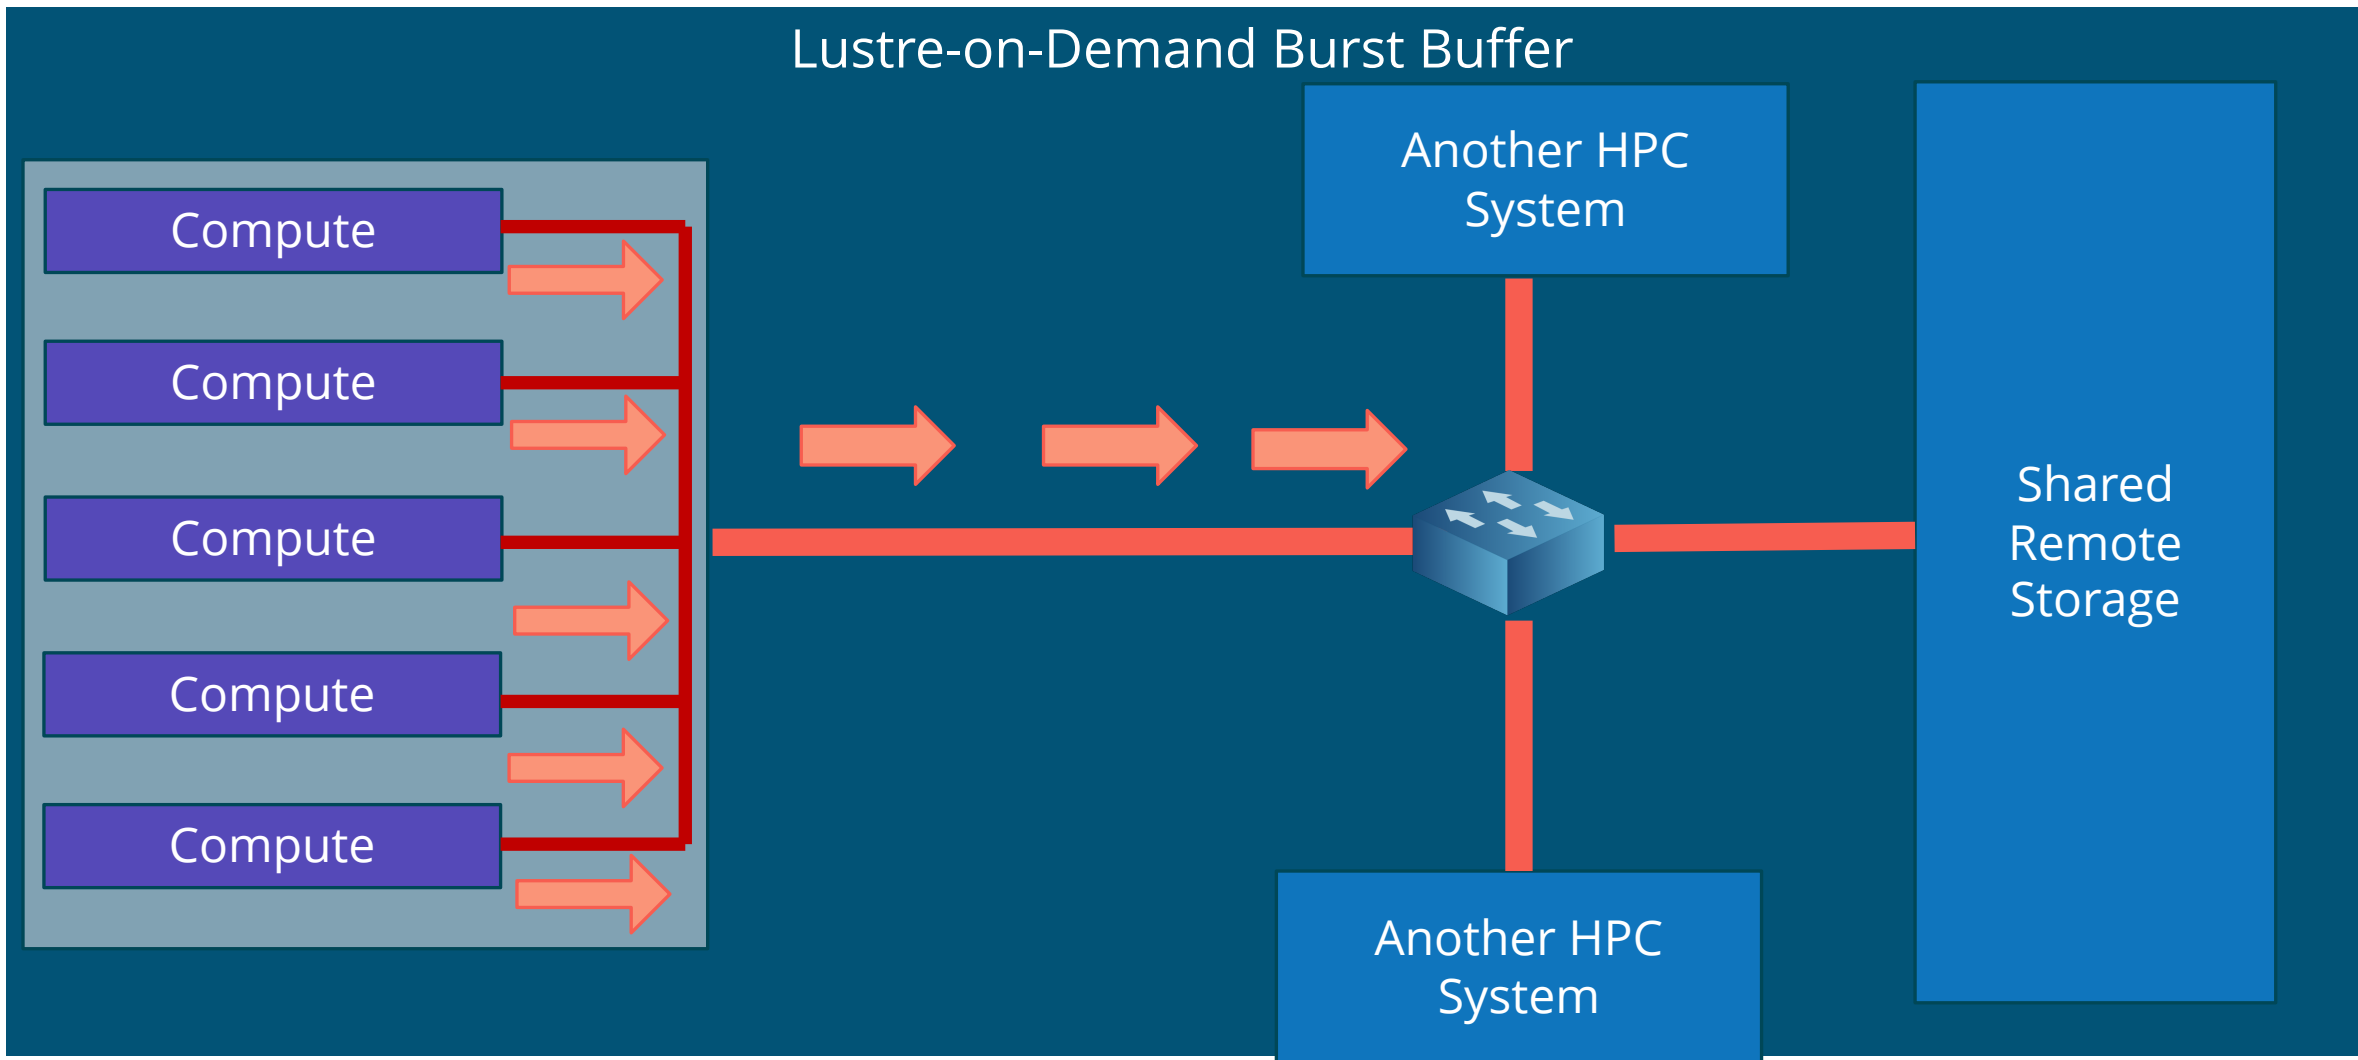 Lustre-on-Demand Burst Buffer
Compute
Compute
Compute
Compute
Compute
Another HPC
System
Another HPC
System
Shared
Remote
Storage